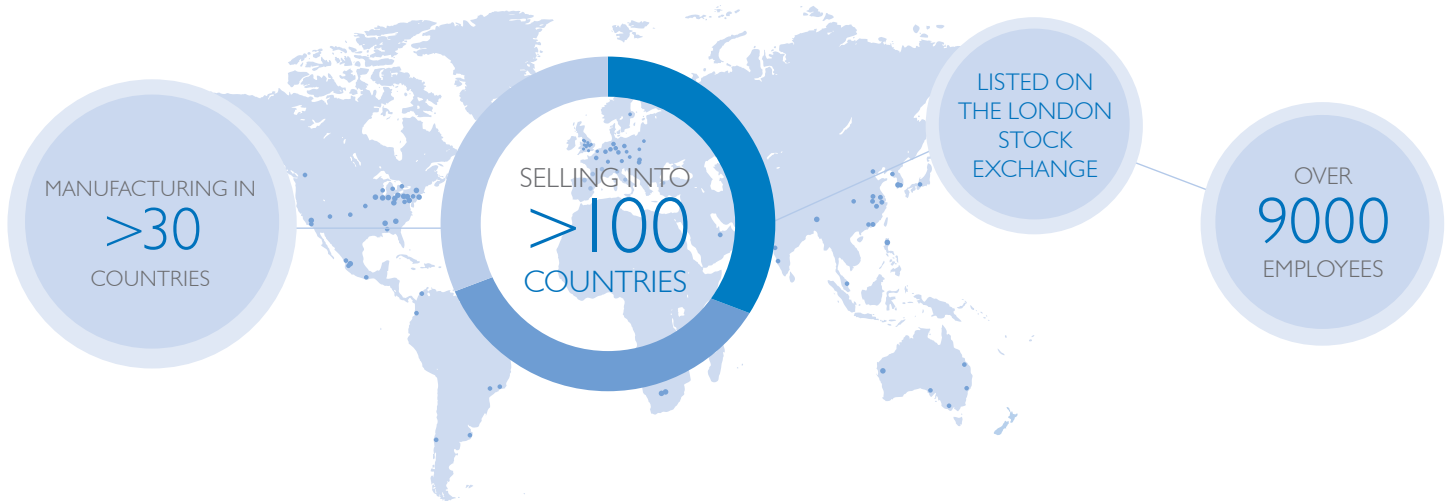 MANUFACTURING IN
>30
COUNTRIES
SELLING INTO
>100
COUNTRIES
LISTED ON
THE LONDON
STOCK
EXCHANGE
OVER
9000
EMPLOYEES